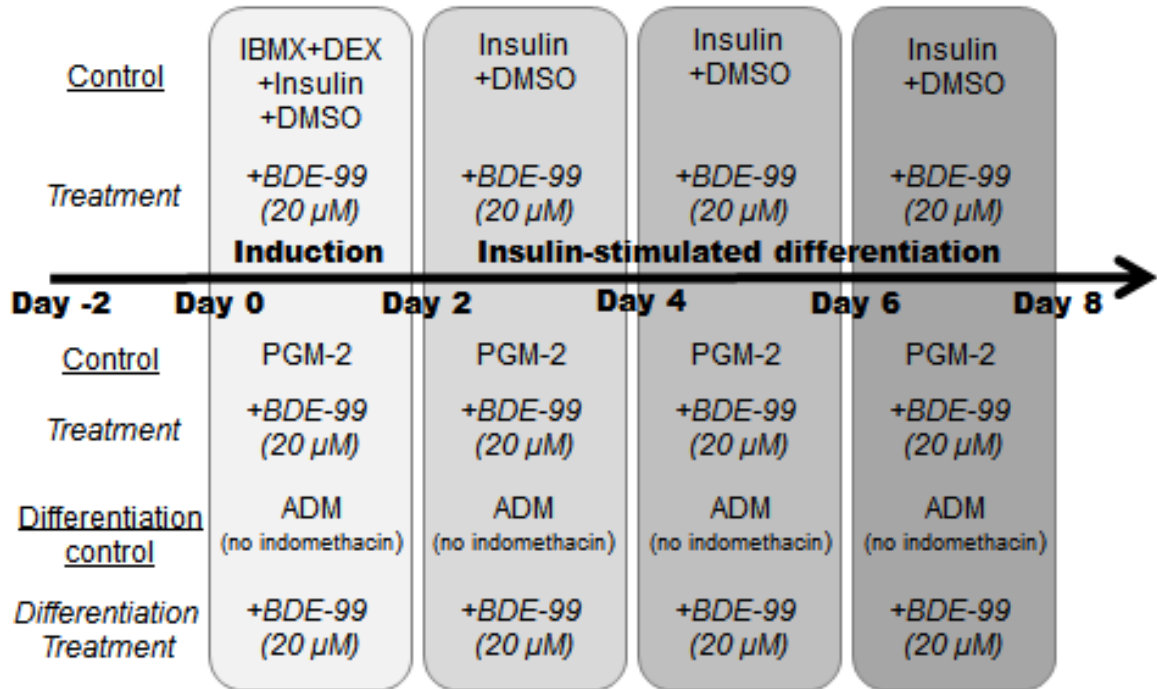 Control
IBMX+DEX
+Insulin
+DMSO
Insulin
+DMSO
Insulin
+DMSO
Insulin
+DMSO
Treatment
+BDE-99
(20 µM)
+BDE-99
(20 µM)
+BDE-99
(20 µM)
+BDE-99
(20 µM)
Induction
Insulin-stimulated differentiation
Day -2
Day 0
Day 2
Day 4
Day 6
Day 8
Control
PGM-2
PGM-2
PGM-2
PGM-2
Treatment
+BDE-99
(20 µM)
+BDE-99
(20 µM)
+BDE-99
(20 µM)
+BDE-99
(20 µM)
Differentiation
control
ADM
(no indomethacin)
ADM
(no indomethacin)
ADM
(no indomethacin)
ADM
(no indomethacin)
Differentiation
Treatment
+BDE-99
(20 µM)
+BDE-99
(20 µM)
+BDE-99
(20 µM)
+BDE-99
(20 µM)